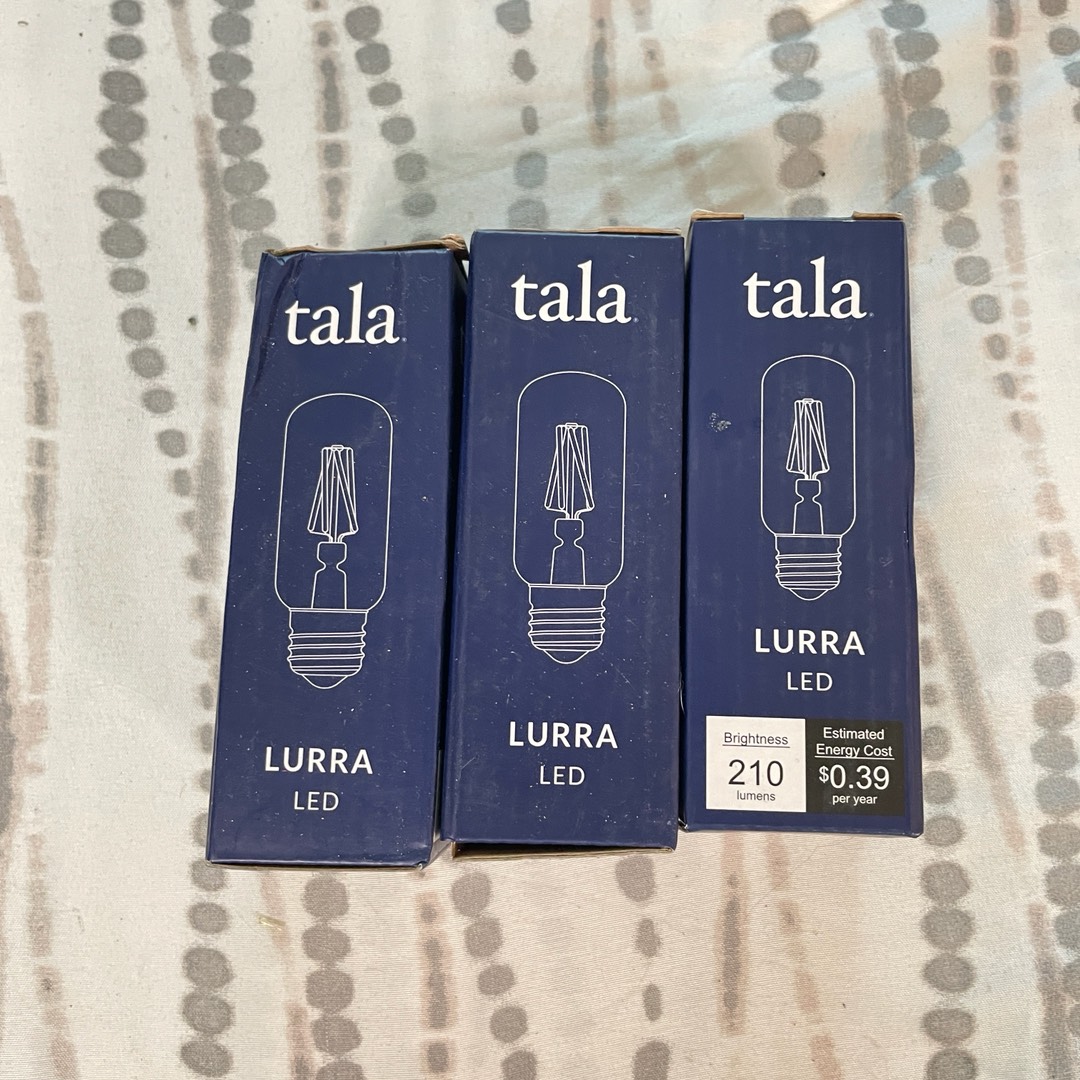 tala
LURRA
LED
tala
LURRA
LED
tala
LURRA
LED
Brightness
210
lumens
Estimated
Energy Cost
$0.39
per year